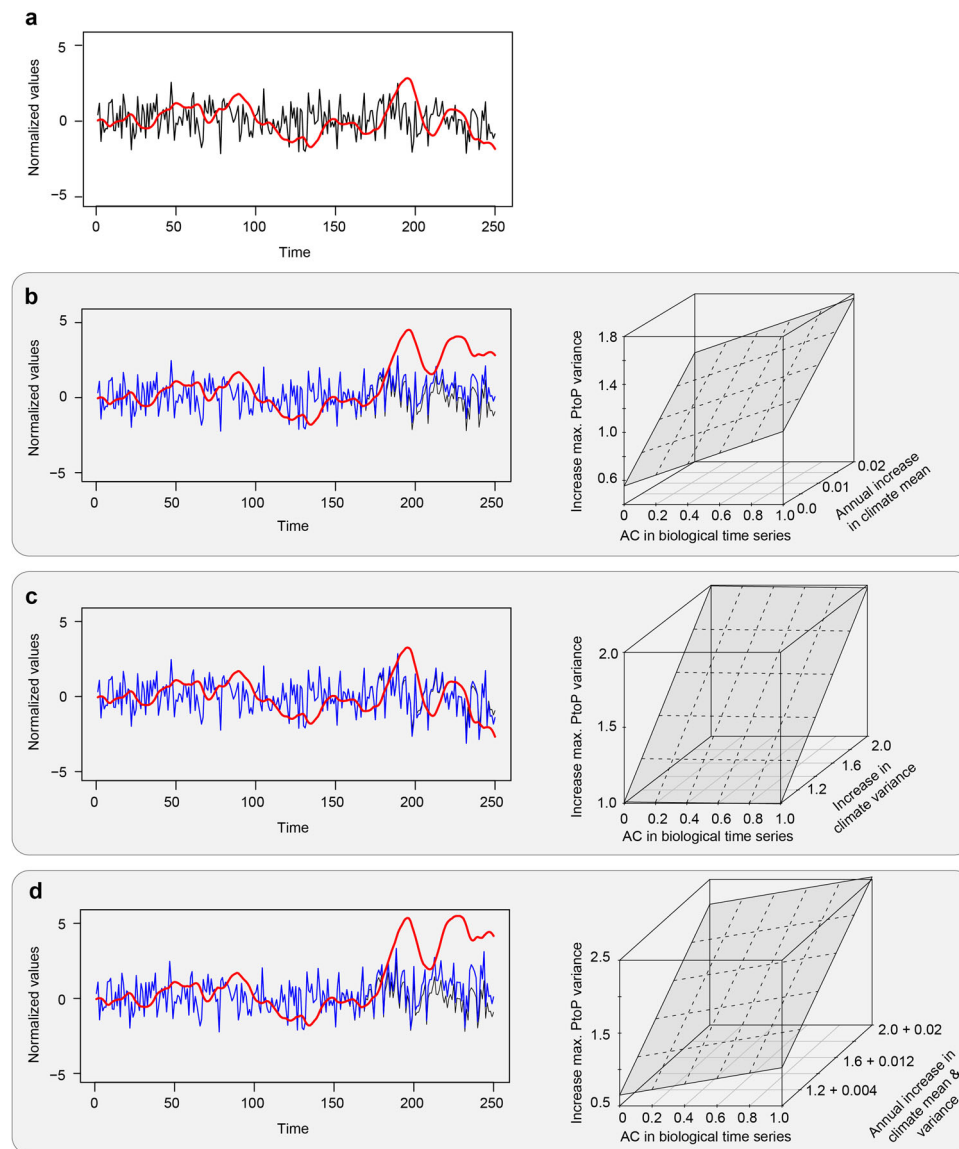 a
Normalized values
5
0
−5
0 50 100 150 200 250
Time
b
Normalized values
5
0
−5
0 50 100 150 200 250
Time
Increase max. PtoP variance
1.8
1.4
1.0
0.6
0 0.2 0.4 0.6 0.8 1.0
AC in biological time series
0.0
0.01
0.02
Annual increase
in climate mean
c
Normalized values
5
0
−5
0 50 100 150 200 250
Time
Increase max. PtoP variance
2.0
1.5
1.0
0 0.2 0.4 0.6 0.8 1.0
AC in biological time series
1.2
1.6
2.0
Increase in
climate variance
d
Normalized values
5
0
−5
0 50 100 150 200 250
Time
Increase max. PtoP variance
2.5
1.5
0.5
0 0.2 0.4 0.6 0.8 1.0
AC in biological time series
1.2 + 0.004
1.6 + 0.012
2.0 + 0.02
Annual increase in
climate mean &
variance